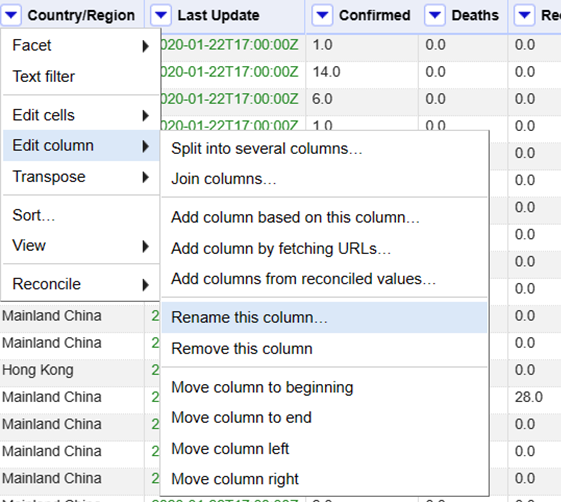 Country/Region Last Update Confirmed Deaths Re
Facet 020-01-22T17:00:00Z 1.0 0.0 0.0
Text filter 020-01-22T17:00:00Z 14.0 0.0 0.0
020-01-22T17:00:00Z 6.0 0.0 0.0
Edit cells 020-01-22T17:00:00Z 1.0 0.0 0.0
Edit column Split into several columns… 0.0
Transpose Join columns… 0.0
Sort… Add column based on this column… 0.0
View Add column by fetching URLs… 0.0
Reconcile Add columns from reconciled values… 0.0
Mainland China 2 Rename this column… 0.0
Mainland China 2 Remove this column 0.0
Hong Kong 2 0.0
Mainland China 2 Move column to beginning 28.0
Mainland China 2 Move column to end 0.0
Mainland China 2 Move column left 0.0
Mainland China 2 Move column right 0.0